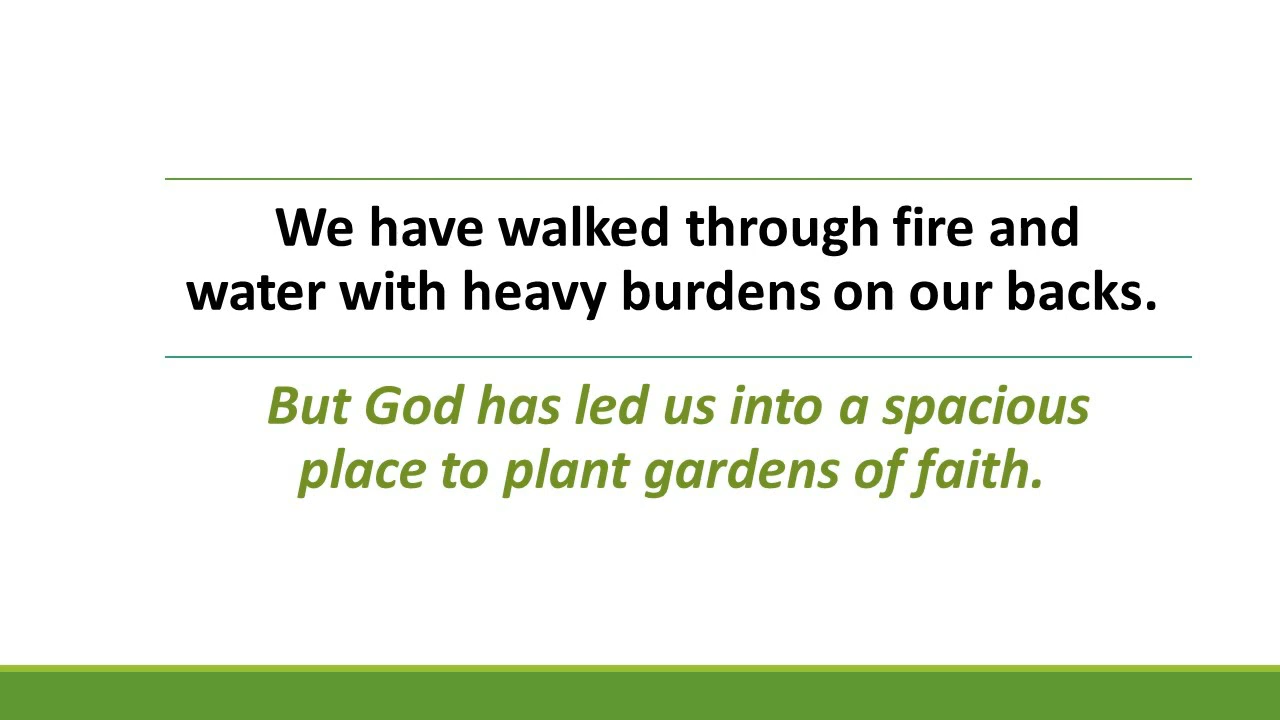 We have walked through fire and
water with heavy burdens on our backs.
But God has led us into a spacious
place to plant gardens of faith.